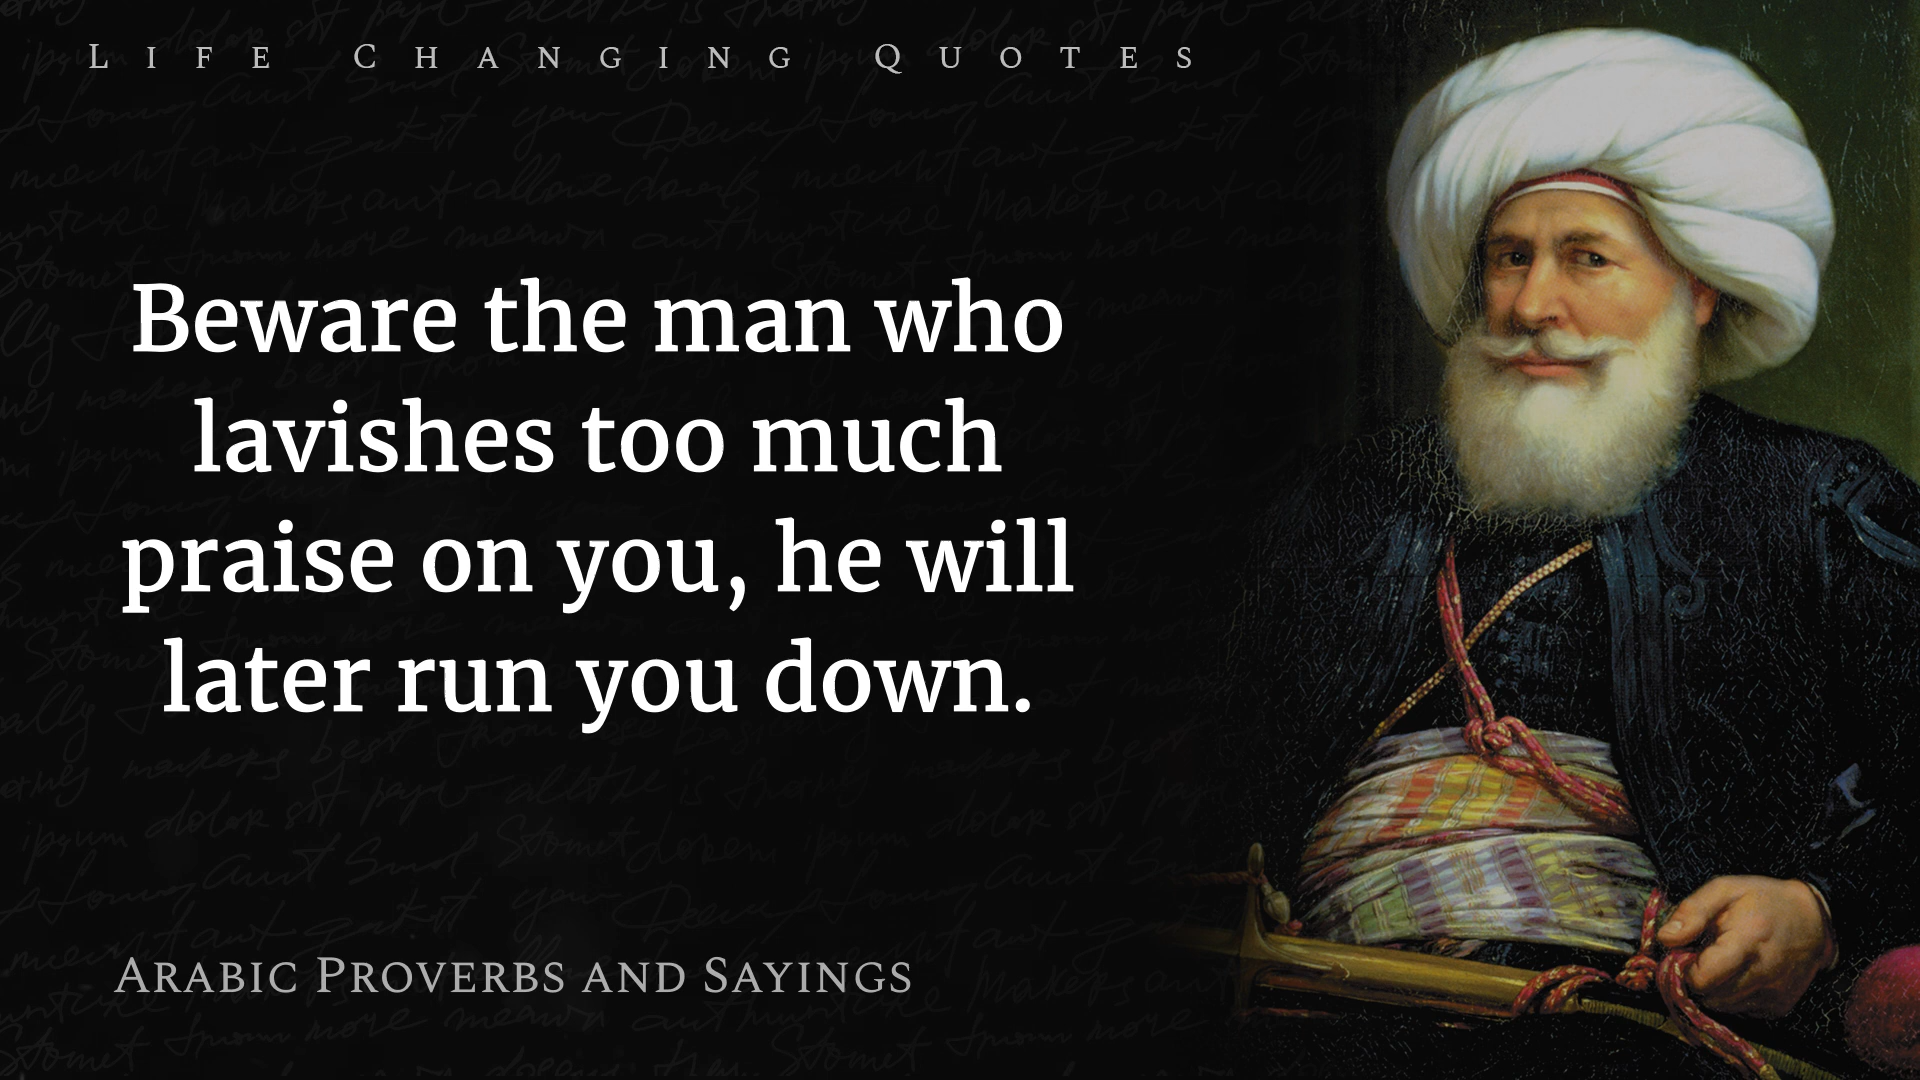 LIFE CHANGING QUOTES
Beware the man who
lavishes too much
praise on you, he will
later run you down.
ARABIC PROVERBS AND SAYINGS